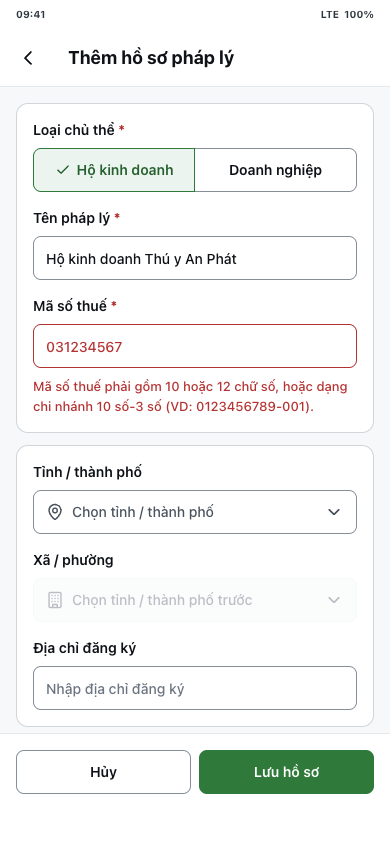 09:41
LTE 100%
Thêm hồ sơ pháp lý
Loại chủ thể *
Hộ kinh doanh
Doanh nghiệp
Tên pháp lý *
Hộ kinh doanh Thú y An Phát
Mã số thuế *
031234567
Mã số thuế phải gồm 10 hoặc 12 chữ số, hoặc dạng
chi nhánh 10 số-3 số (VD: 0123456789-001).
Tỉnh / thành phố
Chọn tỉnh / thành phố
Xã / phường
Chọn tỉnh / thành phố trước
Địa chỉ đăng ký
Nhập địa chỉ đăng ký
Hủy
Lưu hồ sơ